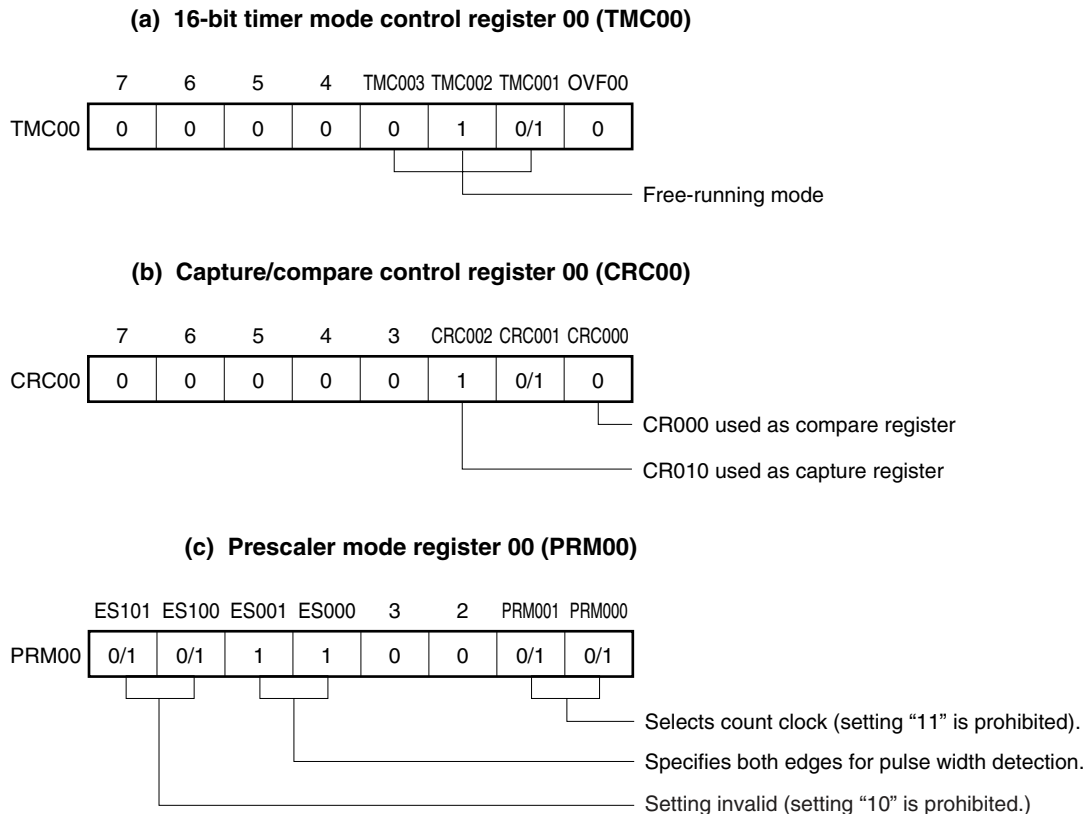 (a) 16-bit timer mode control register 00 (TMC00)
7 6 5 4 TMC003 TMC002 TMC001 OVF00
TMC00 0 0 0 0 0 1 0/1 0
Free-running mode
(b) Capture/compare control register 00 (CRC00)
7 6 5 4 3 CRC002 CRC001 CRC000
CRC00 0 0 0 0 0 1 0/1 0
CR000 used as compare register
CR010 used as capture register
(c) Prescaler mode register 00 (PRM00)
ES101 ES100 ES001 ES000 3 2 PRM001 PRM000
PRM00 0/1 0/1 1 1 0 0 0/1 0/1
Selects count clock (setting “11” is prohibited).
Specifies both edges for pulse width detection.
Setting invalid (setting “10” is prohibited.)